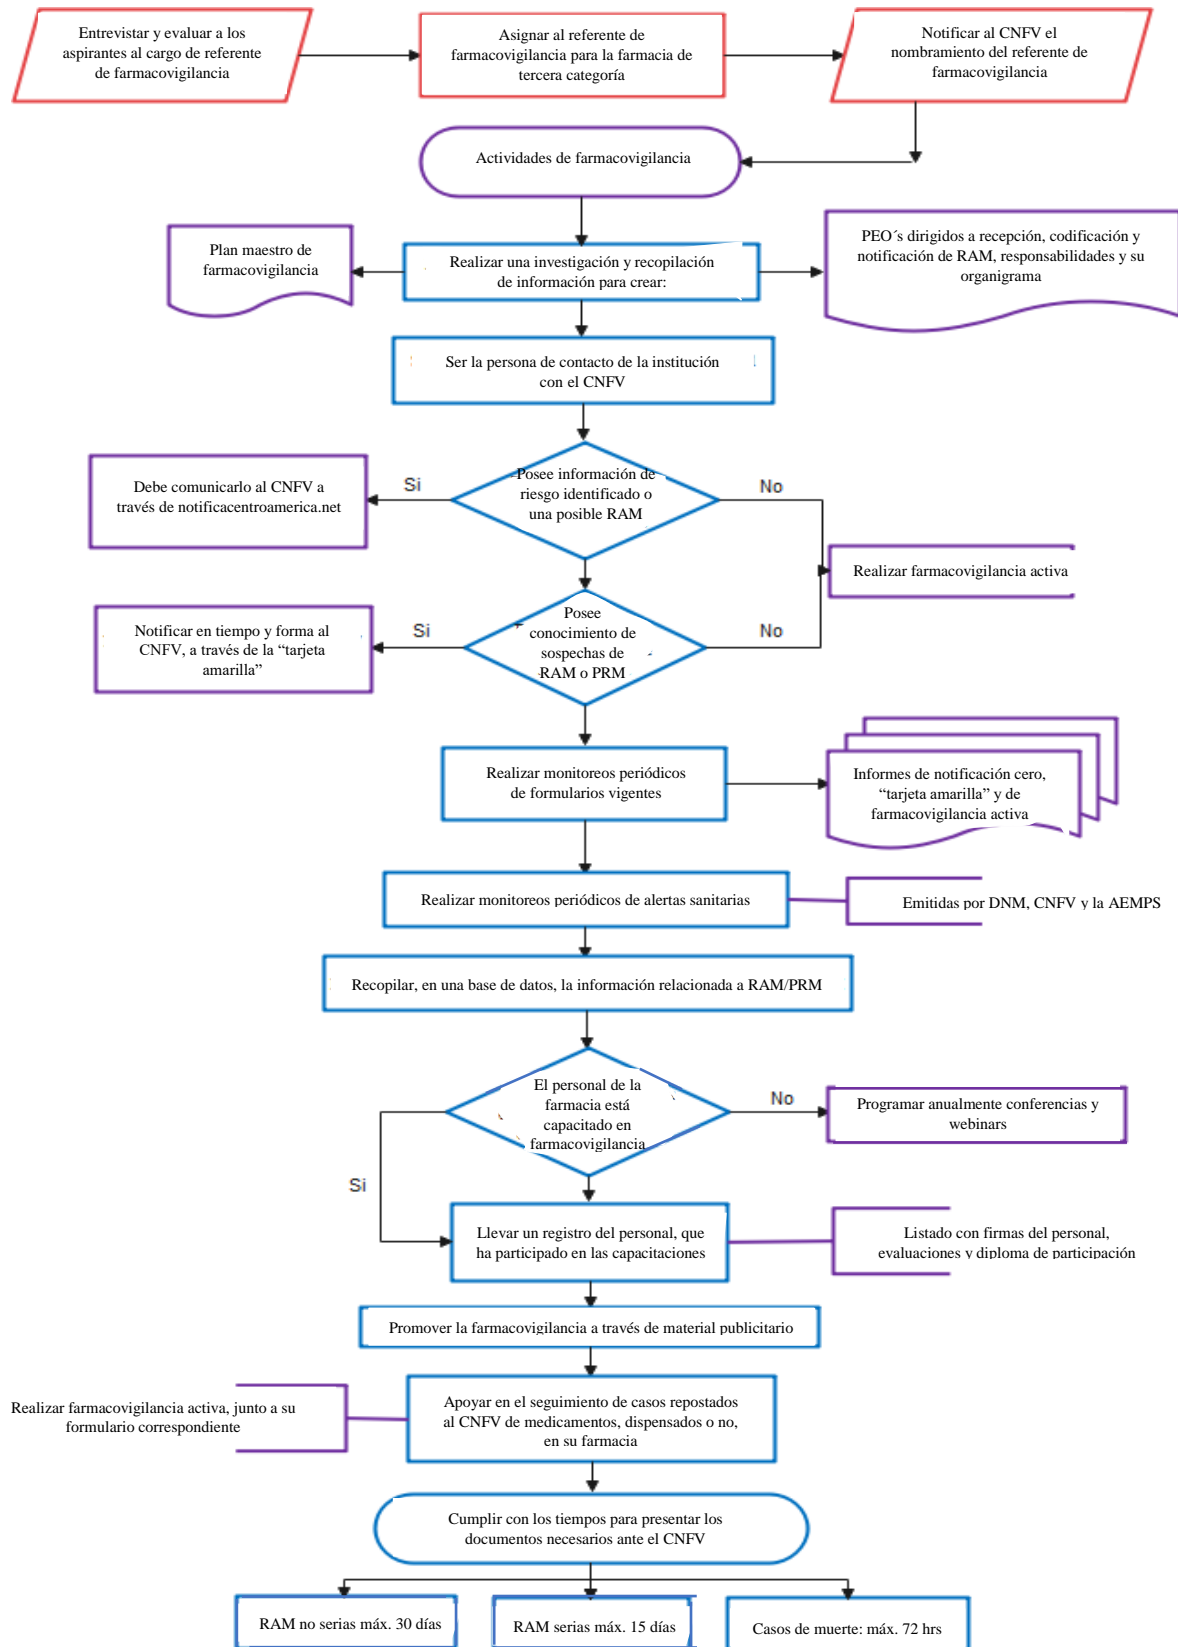 Entrevistar y evaluar a los
aspirantes al cargo de referente
de farmacovigilancia
Asignar al referente de
farmacovigilancia para la farmacia de
tercera categoría
Notificar al CNFV el
nombramiento del referente de
farmacovigilancia
Actividades de farmacovigilancia
Plan maestro de
farmacovigilancia
Realizar una investigación y recopilación
de información para crear:
PEO´s dirigidos a recepción, codificación y
notificación de RAM, responsabilidades y su
organigrama
Ser la persona de contacto de la institución
con el CNFV
Posee información de
riesgo identificado o
una posible RAM
Si
No
Debe comunicarlo al CNFV a
través de notificacentroamerica.net
Realizar farmacovigilancia activa
Posee
conocimiento de
sospechas de
RAM o PRM
Si
No
Notificar en tiempo y forma al
CNFV, a través de la “tarjeta
amarilla”
Realizar monitoreos periódicos
de formularios vigentes
Informes de notificación cero,
“tarjeta amarilla” y de
farmacovigilancia activa
Realizar monitoreos periódicos de alertas sanitarias
Emitidas por DNM, CNFV y la AEMPS
Recopilar, en una base de datos, la información relacionada a RAM/PRM
El personal de la
farmacia está
capacitado en
farmacovigilancia
No
Si
Programar anualmente conferencias y
webinars
Llevar un registro del personal, que
ha participado en las capacitaciones
Listado con firmas del personal,
evaluaciones y diploma de participación
Promover la farmacovigilancia a través de material publicitario
Realizar farmacovigilancia activa, junto a su
formulario correspondiente
Apoyar en el seguimiento de casos repostados
al CNFV de medicamentos, dispensados o no,
en su farmacia
Cumplir con los tiempos para presentar los
documentos necesarios ante el CNFV
RAM no serias máx. 30 días
RAM serias máx. 15 días
Casos de muerte: máx. 72 hrs